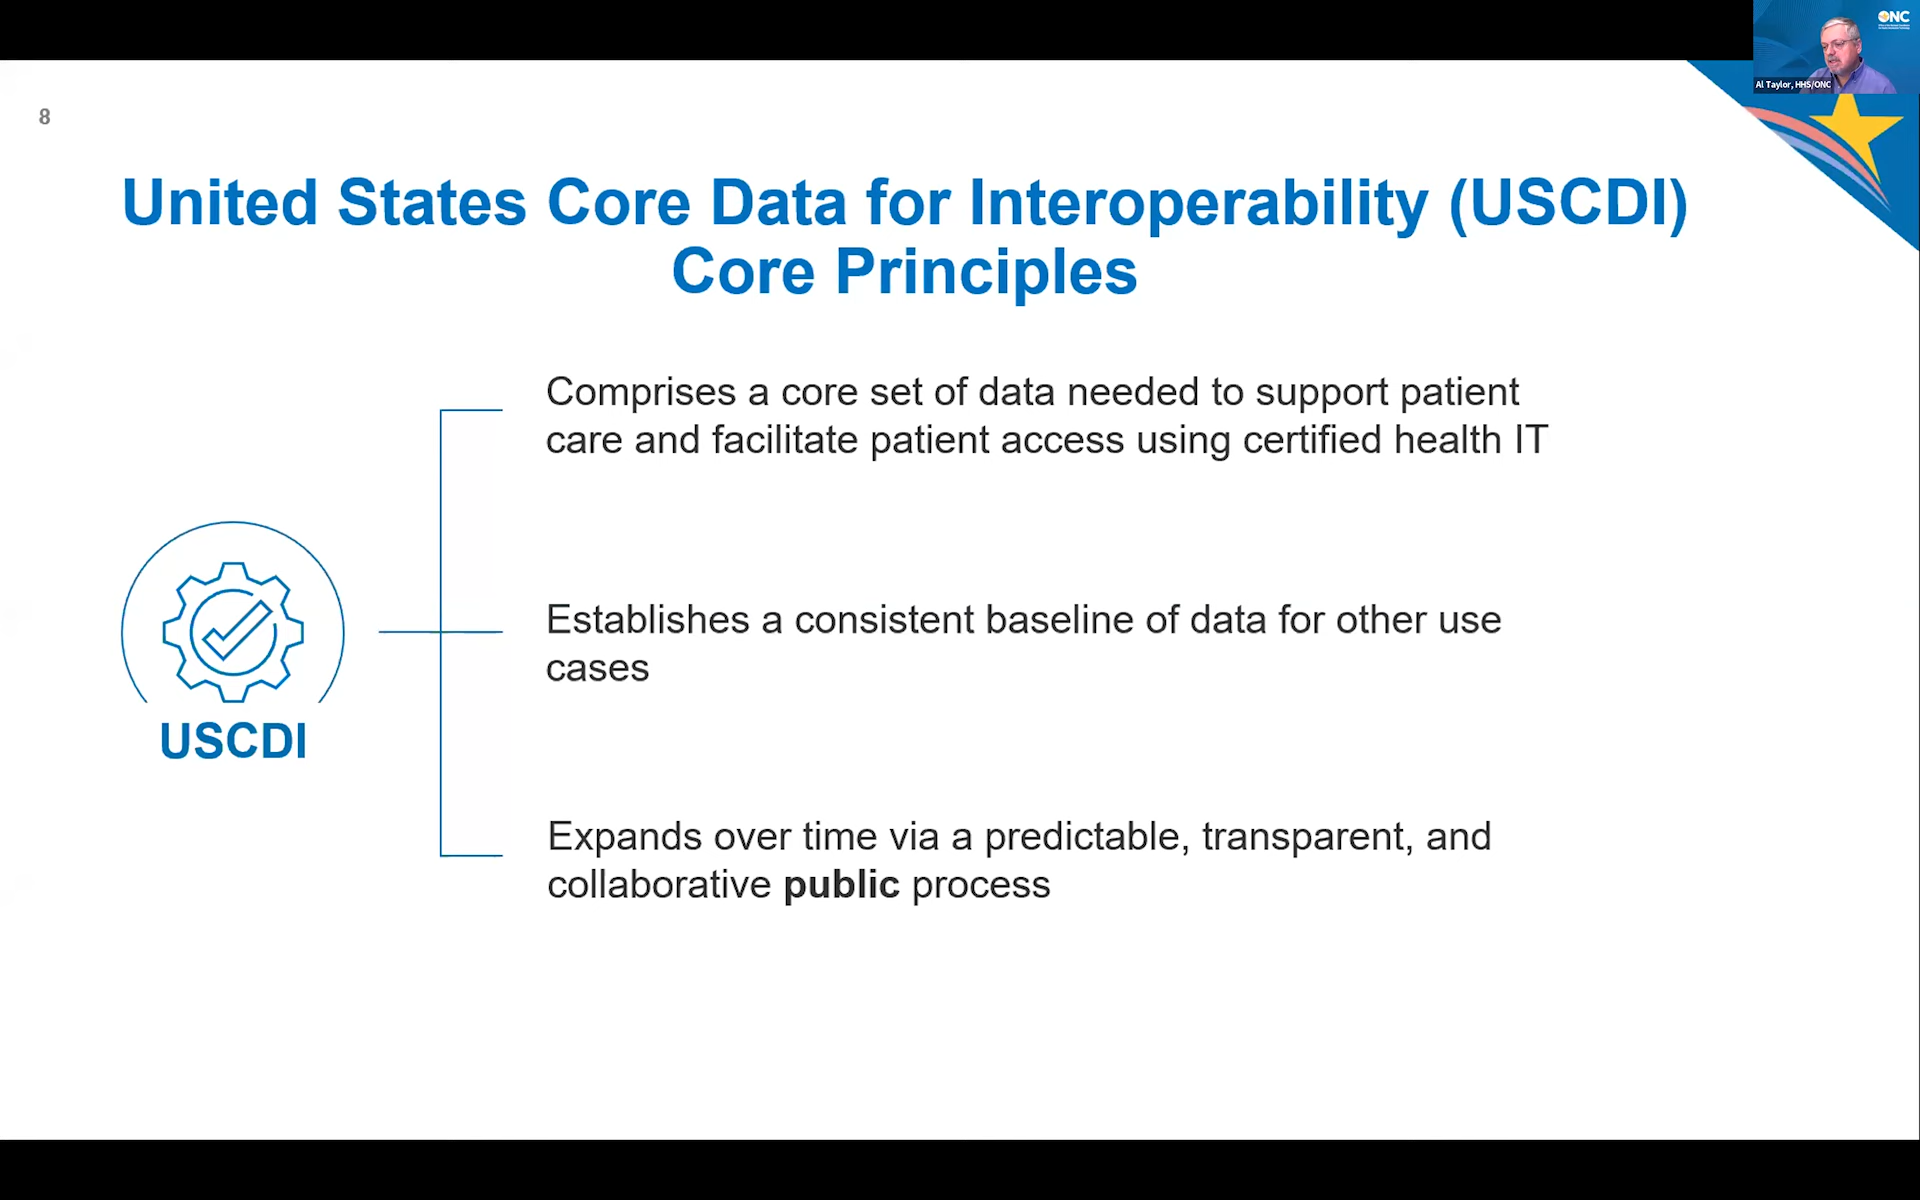 ONC
Al Taylor, HHS/ONC
8
United States Core Data for Interoperability (USCDI)
Core Principles
Comprises a core set of data needed to support patient
care and facilitate patient access using certified health IT
Establishes a consistent baseline of data for other use
cases
USCDI
Expands over time via a predictable, transparent, and
collaborative public process